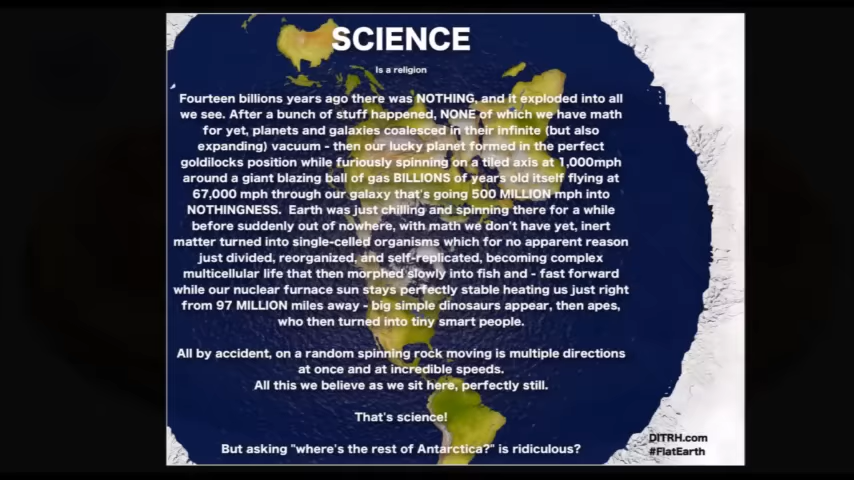 SCIENCE
Is a religion
Fourteen billions years ago there was NOTHING, and it exploded into all
we see. After a bunch of stuff happened, NONE of which we have math
for yet, planets and galaxies coalesced in their infinite (but also
expanding) vacuum - then our lucky planet formed in the perfect
goldilocks position while furiously spinning on a tiled axis at 1,000mph
around a giant blazing ball of gas BILLIONS of years old itself flying at
67,000 mph through our galaxy that's going 500 MILLION mph into
NOTHINGNESS. Earth was just chilling and spinning there for a while
before suddenly out of nowhere, with math we don't have yet, inert
matter turned into single-celled organisms which for no apparent reason
just divided, reorganized, and self-replicated, becoming complex
multicellular life that then morphed slowly into fish and - fast forward
while our nuclear furnace sun stays perfectly stable heating us just right
from 97 MILLION miles away - big simple dinosaurs appear, then apes,
who then turned into tiny smart people.
All by accident, on a random spinning rock moving is multiple directions
at once and at incredible speeds.
All this we believe as we sit here, perfectly still.
That's science!
But asking "where's the rest of Antarctica?" is ridiculous?
DITRH.com
#FlatEarth